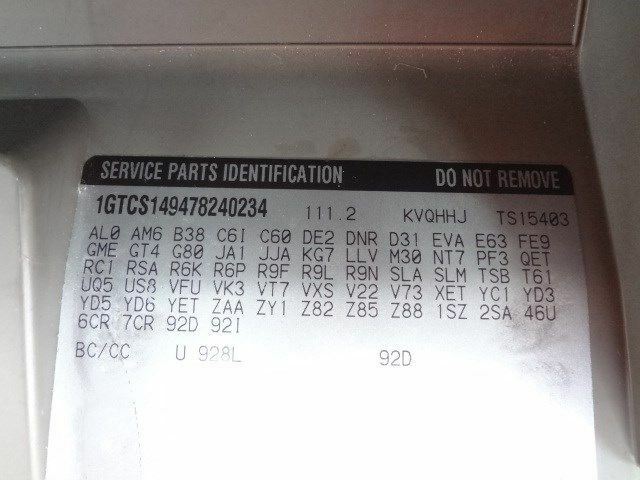 SERVICE PARTS IDENTIFICATION DO NOT REMOVE
1GTCS149478240234 111.2 KVQHHJ TS15403
AL0 AM6 B38 C6I C60 DE2 DNR D31 EVA E63 FE9
GME GT4 G80 JA1 JJA KG7 LLV M30 NT7 PF3 QET
RC1 RSA R6K R6P R9F R9L R9N SLA SLM TSB T61
UQ5 US8 VFU VK3 VT7 VXS V22 V73 XET YC1 YD3
YD5 YD6 YET ZAA ZY1 Z82 Z85 Z88 1SZ 2SA 46U
6CR 7CR 92D 92I
BC/CC U 928L 92D